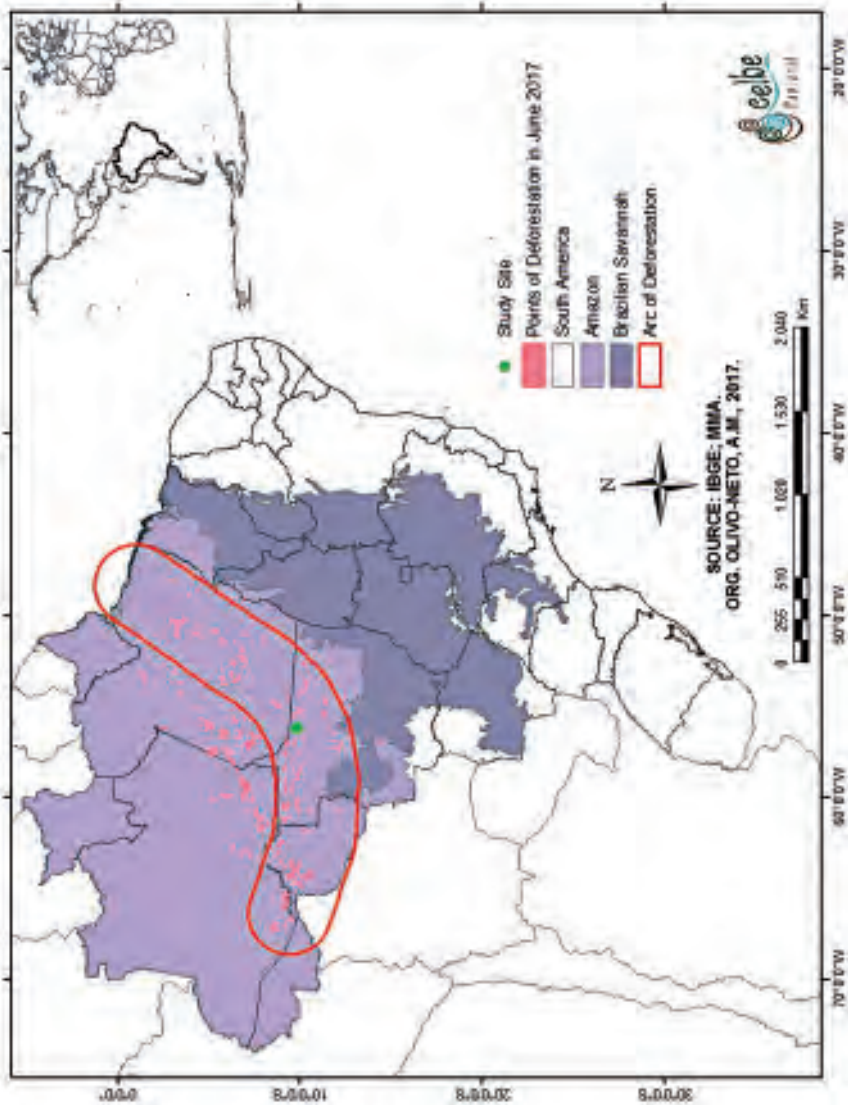 Study Site
Points of Deforestation in June 2017
South America
Amazon
Brazilian Savannah
Arc of Deforestation
N
SOURCE: IBGE; MMA.
ORG. OLIVO-NETO, A.M., 2017.
0 255 510 1.020 1.530 2.040
Km
70°0'0"W 60°0'0"W 50°0'0"W 40°0'0"W 30°0'0"W 20°0'0"W
0°0'0"
10°0'0"S
20°0'0"S
30°0'0"S
Pantanal